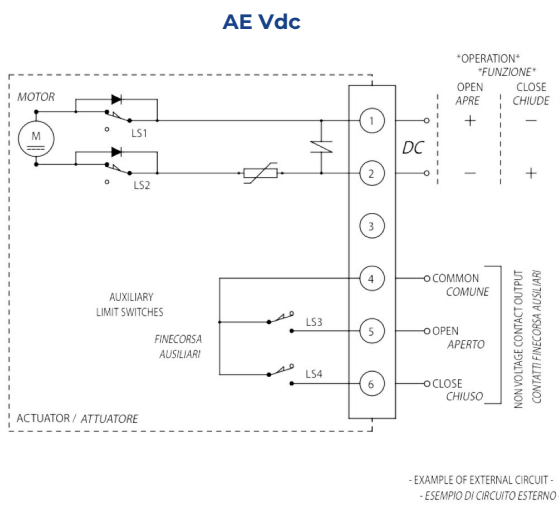 AE Vdc
*OPERATION*
*FUNZIONE*
OPEN CLOSE
APRE CHIUDE
MOTOR
M
LS1
1
+ −
DC
LS2
2
− +
3
4
COMMON
COMUNE
AUXILIARY
LIMIT SWITCHES
FINECORSA
AUSILIARI
LS3
5
OPEN
APERTO
LS4
6
CLOSE
CHIUSO
NON VOLTAGE CONTACT OUTPUT
CONTATTI FINECORSA AUSILIARI
ACTUATOR / ATTUATORE
- EXAMPLE OF EXTERNAL CIRCUIT -
- ESEMPIO DI CIRCUITO ESTERNO